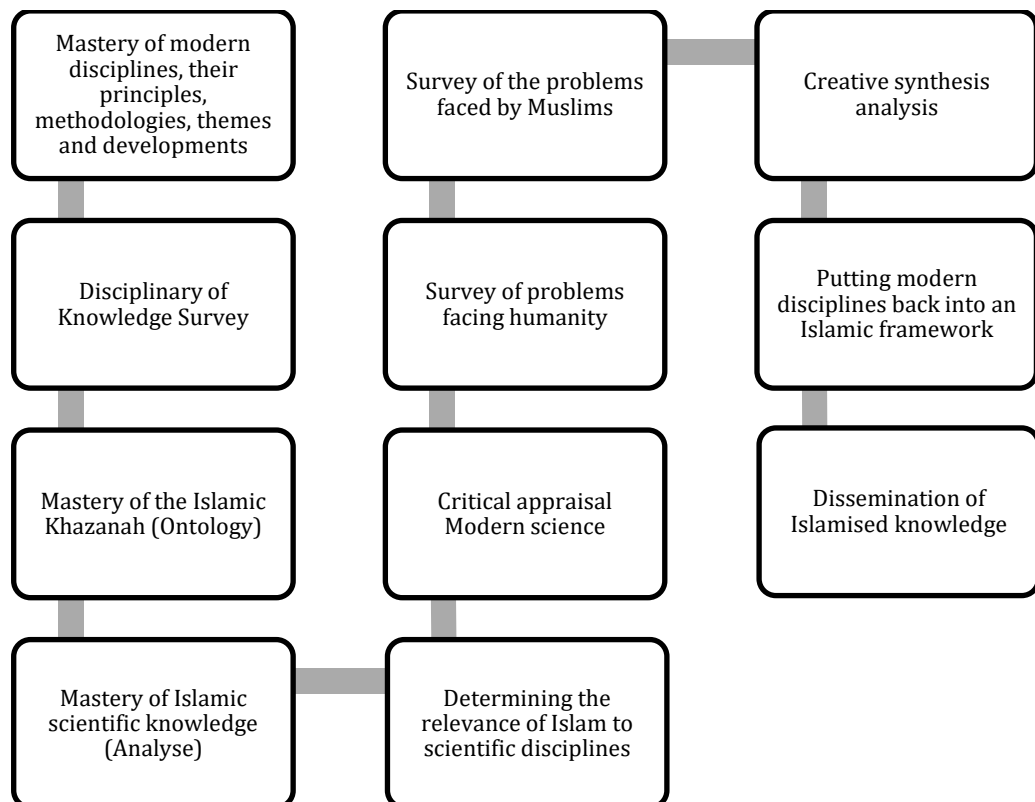 Mastery of modern
disciplines, their
principles,
methodologies, themes
and developments
Disciplinary of
Knowledge Survey
Mastery of the Islamic
Khazanah (Ontology)
Mastery of Islamic
scientific knowledge
(Analyse)
Determining the
relevance of Islam to
scientific disciplines
Critical appraisal
Modern science
Survey of problems
facing humanity
Survey of the problems
faced by Muslims
Creative synthesis
analysis
Putting modern
disciplines back into an
Islamic framework
Dissemination of
Islamised knowledge